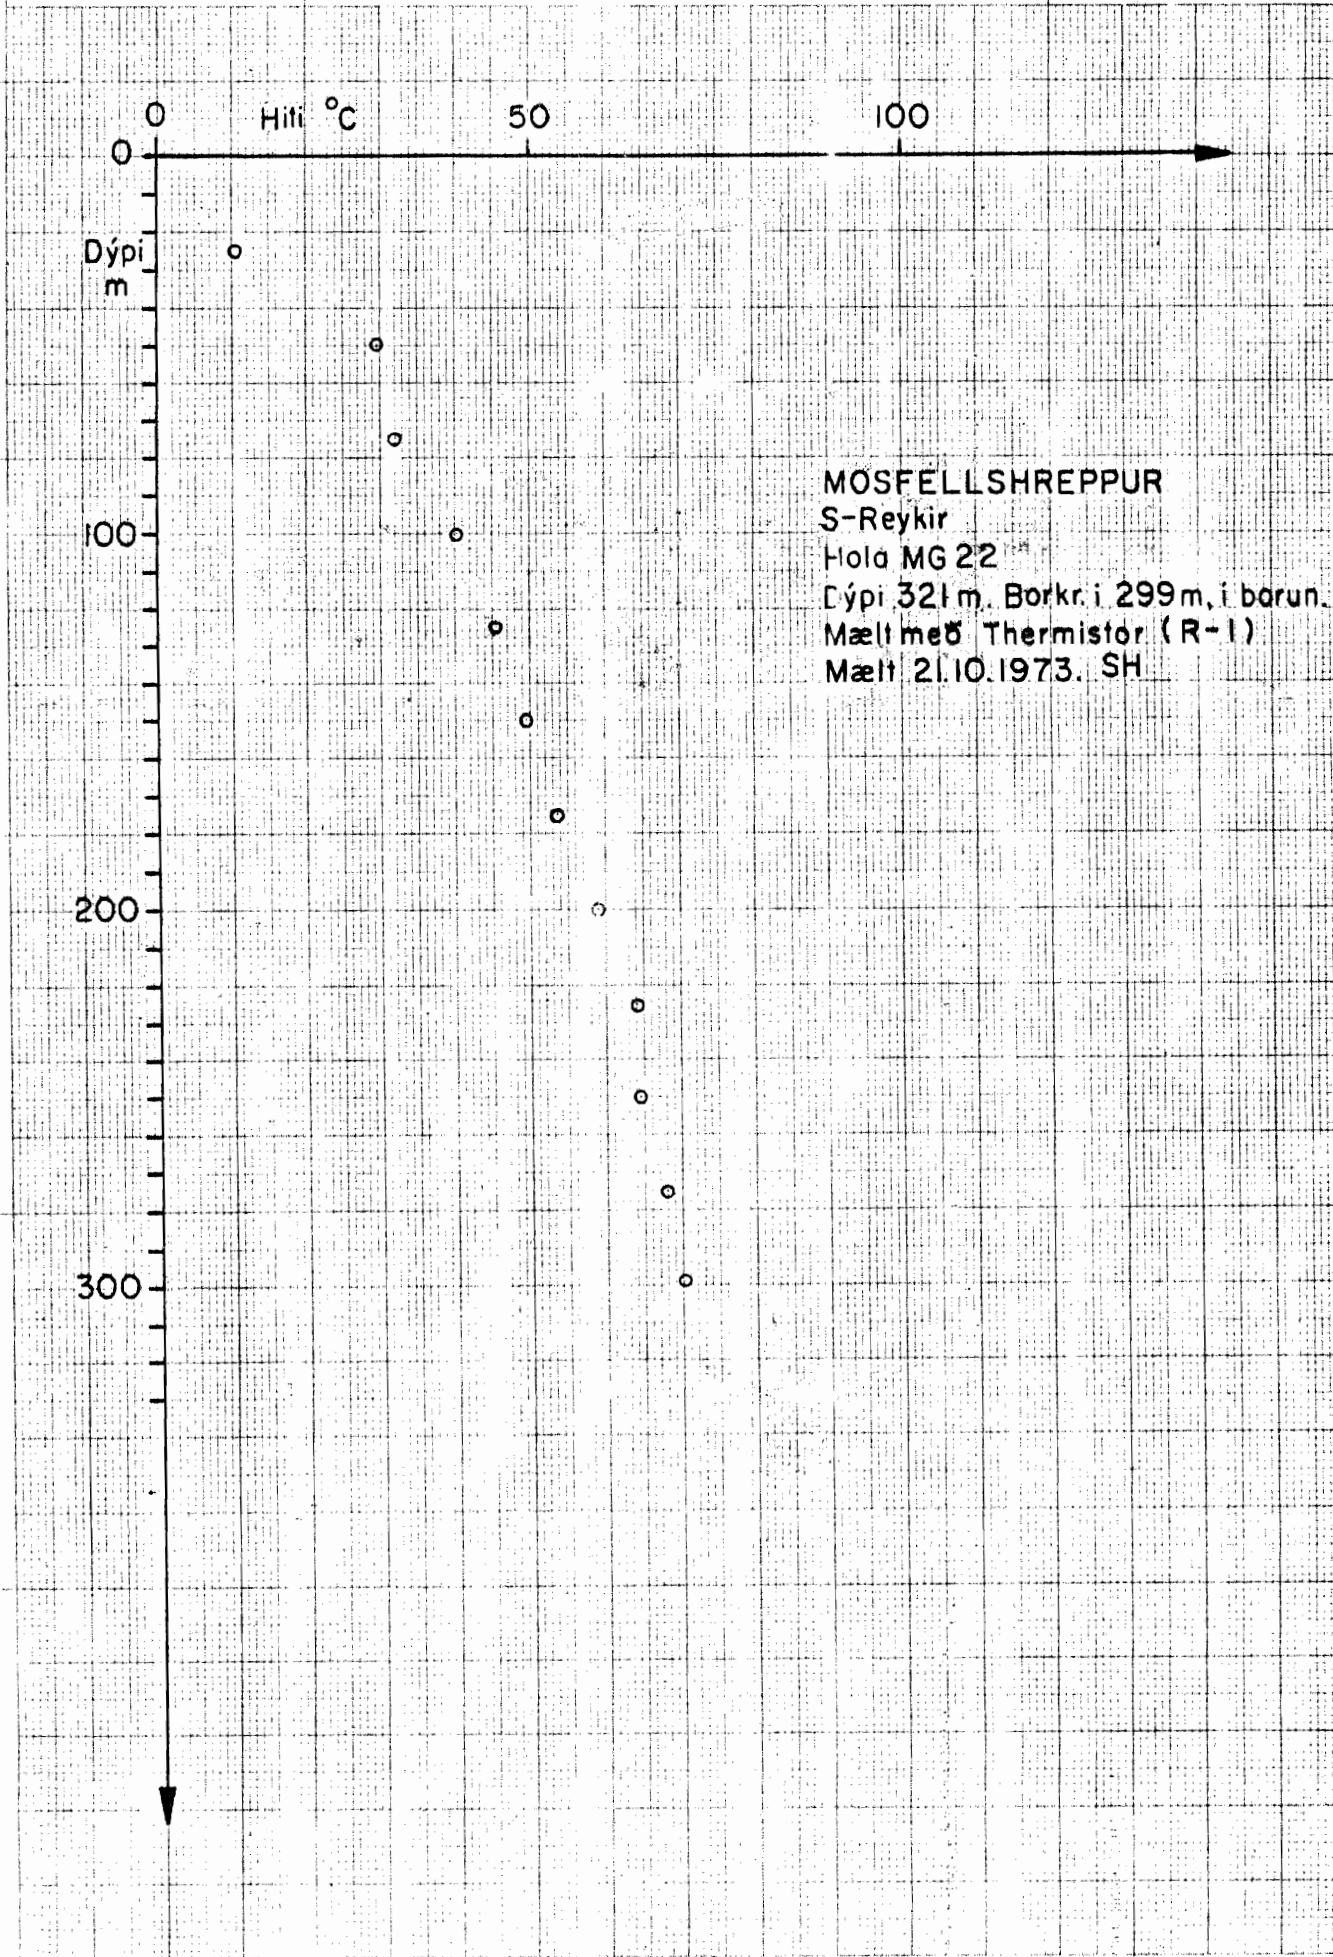 0 Hiti °C 50 100
0
Dýpi
m
100
200
300
MOSFELLSHREPPUR
S-Reykir
Hola MG 22
Dýpi 321 m. Borkr. í 299 m, í borun.
Mælt með Thermistor (R-1)
Mælt 21.10.1973. SH